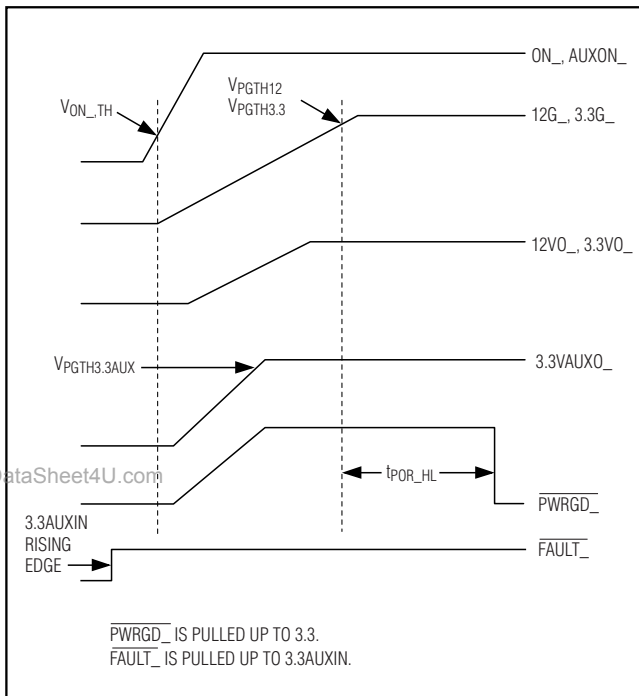 ON_, AUXON_
V_ON_,TH
V_PGTH12
V_PGTH3.3
12G_, 3.3G_
12VO_, 3.3VO_
V_PGTH3.3AUX
3.3VAUXO_
DataSheet4U.com
t_POR_HL
PWRGD_
3.3AUXIN
RISING
EDGE
FAULT_
PWRGD_ IS PULLED UP TO 3.3.
FAULT_ IS PULLED UP TO 3.3AUXIN.